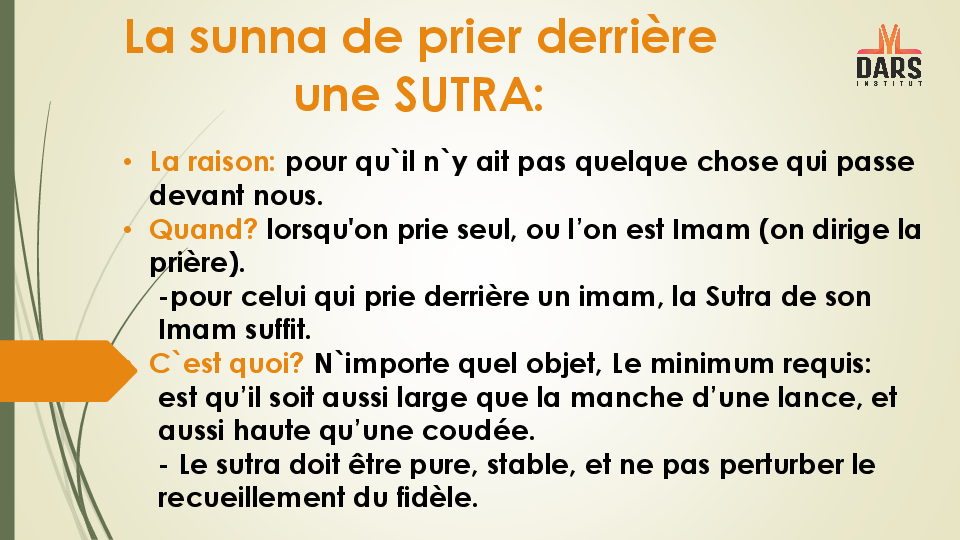 La sunna de prier derrière
une SUTRA:
DARS
INSTITUT
• La raison: pour qu`il n`y ait pas quelque chose qui passe
devant nous.
• Quand? lorsqu'on prie seul, ou l’on est Imam (on dirige la
prière).
-pour celui qui prie derrière un imam, la Sutra de son
Imam suffit.
C`est quoi? N`importe quel objet, Le minimum requis:
est qu’il soit aussi large que la manche d’une lance, et
aussi haute qu’une coudée.
- Le sutra doit être pure, stable, et ne pas perturber le
recueillement du fidèle.